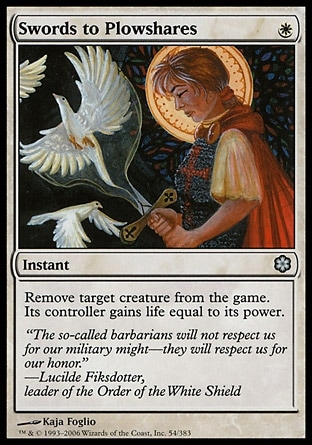 Swords to Plowshares
Instant
Remove target creature from the game.
Its controller gains life equal to its power.
“The so-called barbarians will not respect us
for our military might—they will respect us for
our honor.”
—Lucilde Fiksdotter,
leader of the Order of the White Shield
Kaja Foglio
™ & © 1993–2006 Wizards of the Coast, Inc. 54/383